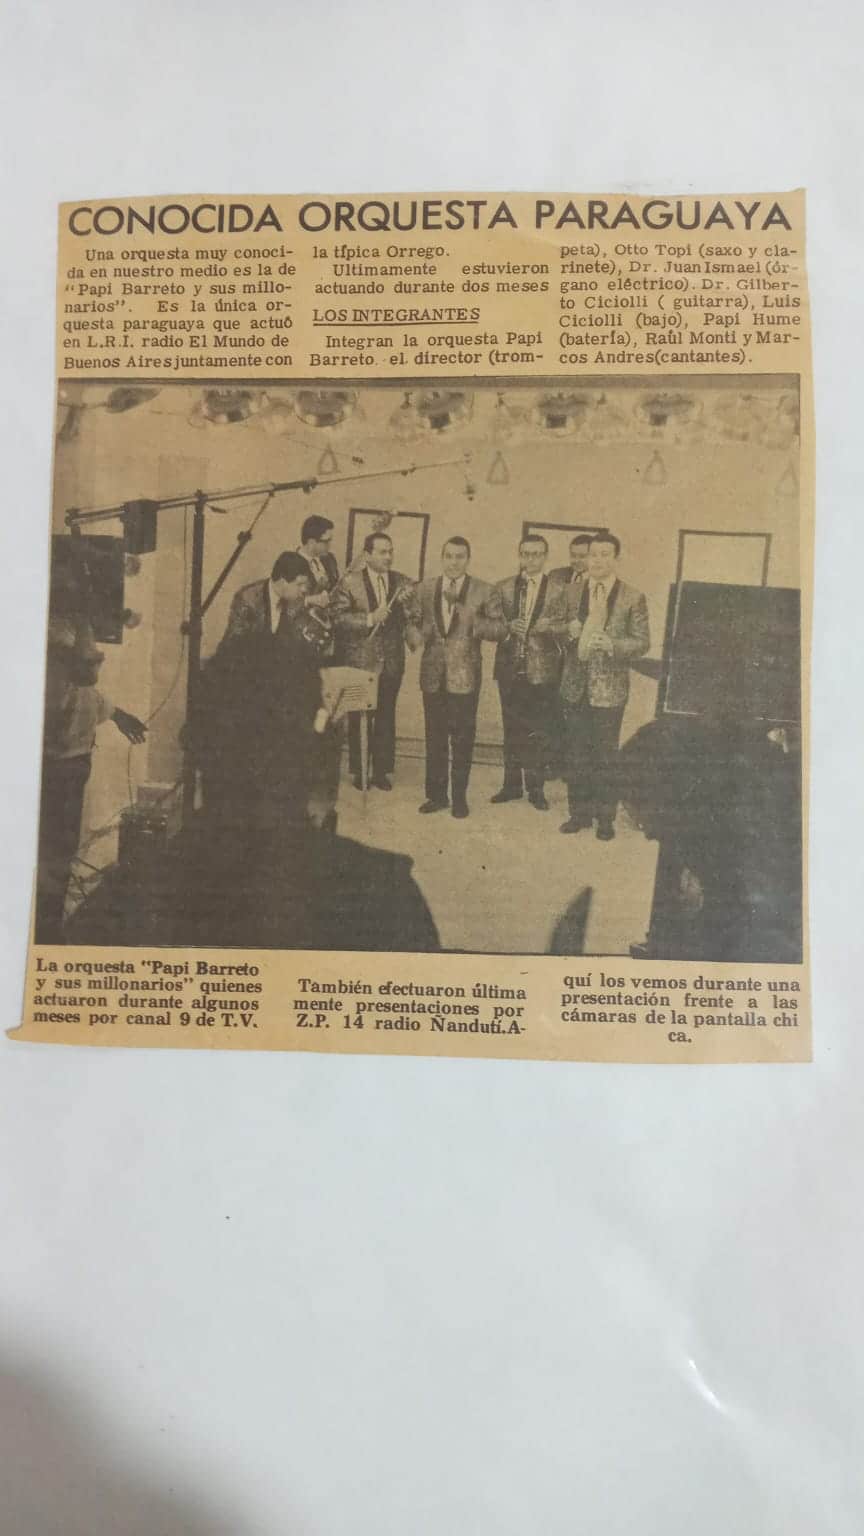 CONOCIDA ORQUESTA PARAGUAYA
Una orquesta muy conoci-
da en nuestro medio es la de
"Papi Barreto y sus millo-
narios". Es la única or-
questa paraguaya que actuó
en L.R.I. radio El Mundo de
Buenos Aires juntamente con
la típica Orrego.
Ultimamente estuvieron
actuando durante dos meses
LOS INTEGRANTES
Integran la orquesta Papi
Barreto. el. director (trom-
peta), Otto Topi (saxo y cla-
rinete), Dr. Juan Ismael (ór-
gano eléctrico). Dr. Gilber-
to Ciciolli ( guitarra), Luis
Ciciolli (bajo), Papi Hume
(batería), Raúl Monti y Mar-
cos Andres(cantantes).
La orquesta "Papi Barreto
y sus millonarios" quienes
actuaron durante algunos
meses por canal 9 de T.V.
También efectuaron última
mente presentaciones por
Z.P. 14 radio Ñandutí.A-
quí los vemos durante una
presentación frente a las
cámaras de la pantalla chi
ca.